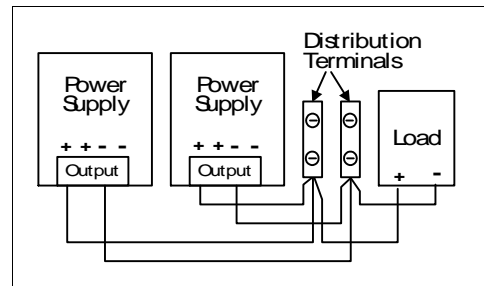 Distribution
Terminals
Power
Supply
+ + - -
Output
Power
Supply
+ + - -
Output
Load
+ -